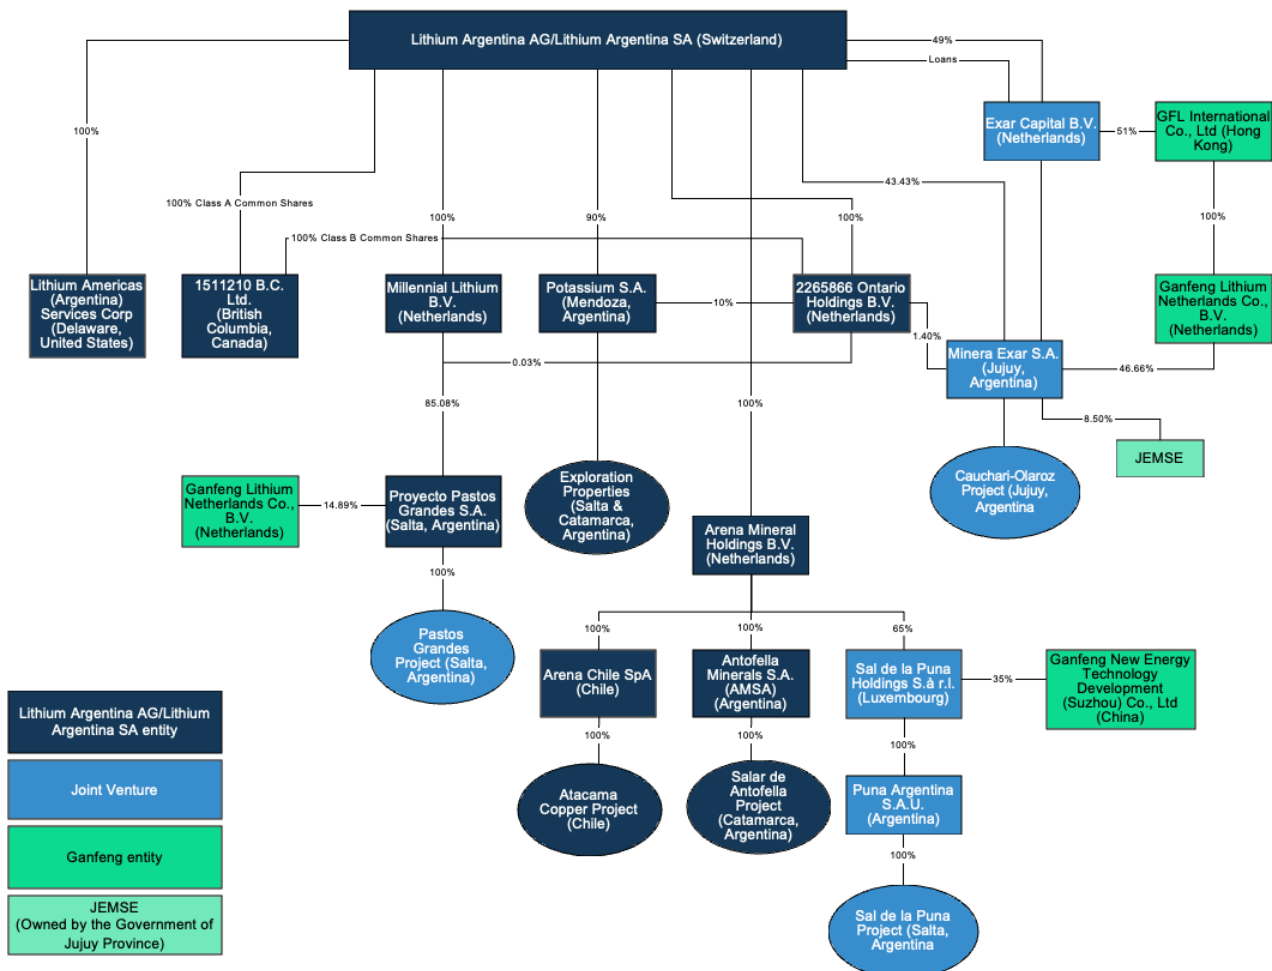 Lithium Argentina AG/Lithium Argentina SA (Switzerland)
49%
Loans
100%
Exar Capital B.V.
(Netherlands)
51%
GFL International
Co., Ltd (Hong
Kong)
43.43%
100% Class A Common Shares
100%
90%
100%
100%
100% Class B Common Shares
Lithium Americas
(Argentina)
Services Corp
(Delaware,
United States)
1511210 B.C.
Ltd.
(British
Columbia,
Canada)
Millennial Lithium
B.V.
(Netherlands)
Potassium S.A.
(Mendoza,
Argentina)
10%
2265866 Ontario
Holdings B.V.
(Netherlands)
Ganfeng Lithium
Netherlands Co.,
B.V.
(Netherlands)
1.40%
0.03%
Minera Exar S.A.
(Jujuy,
Argentina)
46.66%
85.08%
100%
8.50%
JEMSE
Ganfeng Lithium
Netherlands Co.,
B.V.
(Netherlands)
14.89%
Proyecto Pastos
Grandes S.A.
(Salta, Argentina)
Exploration
Properties
(Salta &
Catamarca,
Argentina)
Cauchari-Olaroz
Project (Jujuy,
Argentina
Arena Mineral
Holdings B.V.
(Netherlands)
100%
Pastos
Grandes
Project (Salta,
Argentina)
100%
100%
65%
Arena Chile SpA
(Chile)
Antofella
Minerals S.A.
(AMSA)
(Argentina)
Sal de la Puna
Holdings S.à r.l.
(Luxembourg)
35%
Ganfeng New Energy
Technology
Development
(Suzhou) Co., Ltd
(China)
100%
100%
100%
Atacama
Copper Project
(Chile)
Salar de
Antofella
Project
(Catamarca,
Argentina)
Puna Argentina
S.A.U.
(Argentina)
100%
Sal de la Puna
Project (Salta,
Argentina
Lithium Argentina AG/Lithium
Argentina SA entity
Joint Venture
Ganfeng entity
JEMSE
(Owned by the Government of
Jujuy Province)